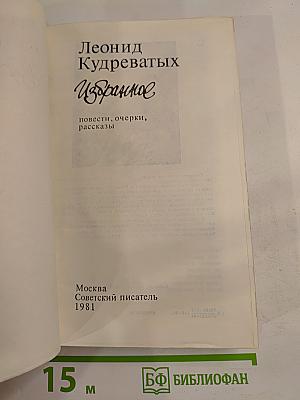 Леонид
Кудреватых
Избранное
повести, очерки,
рассказы
Москва
Советский писатель
1981
15 м
БФ БИБЛИОФАН